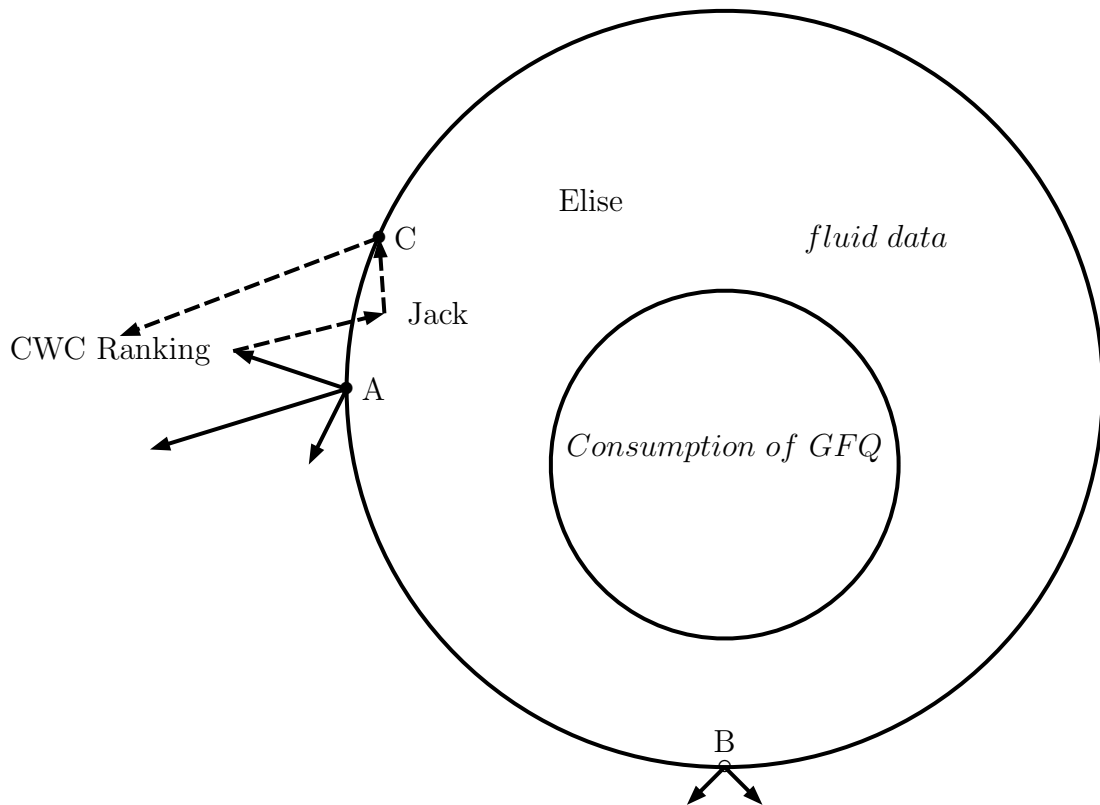 Elise
fluid data
C
Jack
CWC Ranking
A
Consumption of GFQ
B